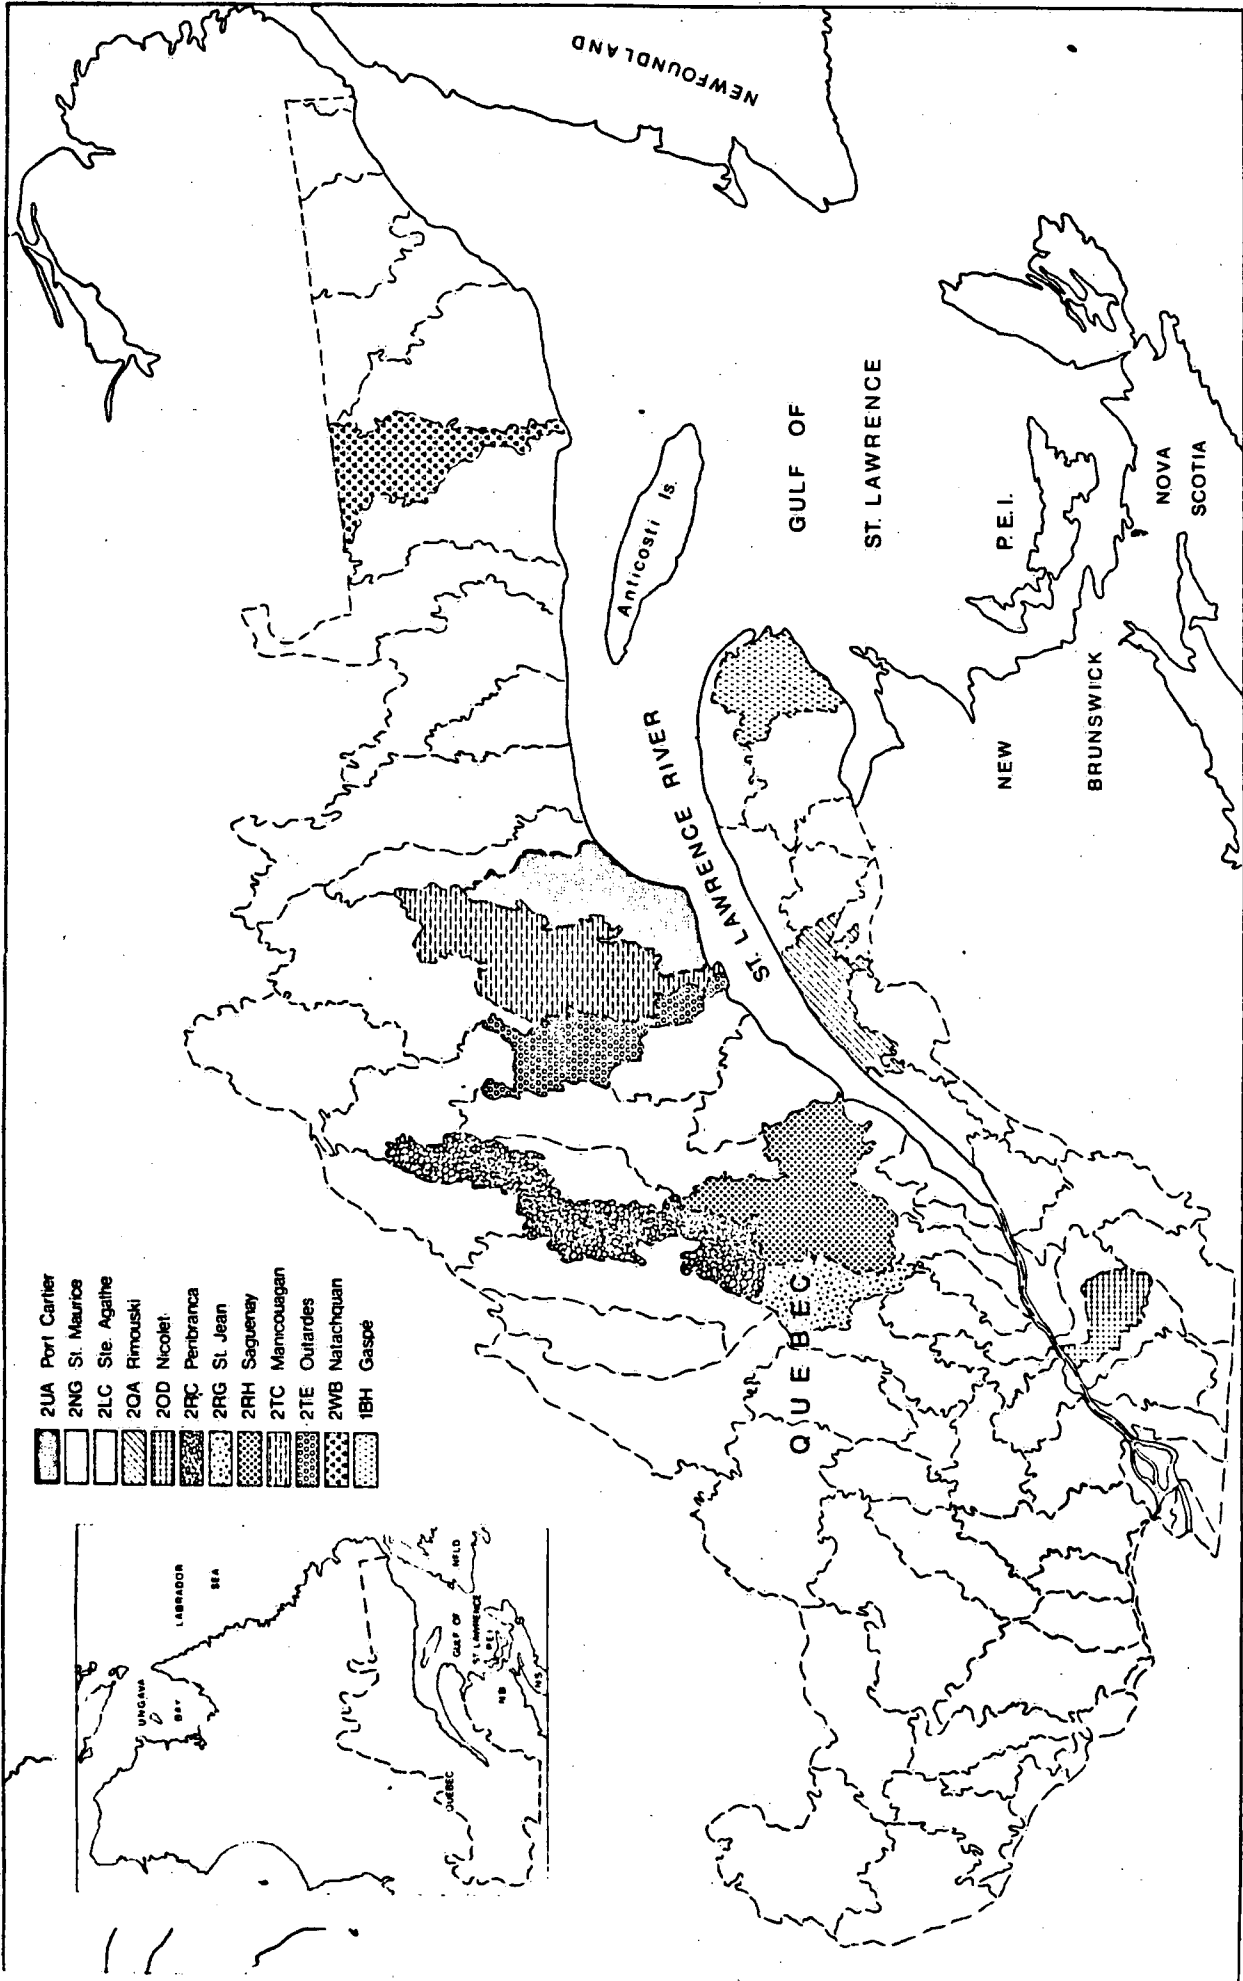 2UA Port Cartier
2NG St. Maurice
2LC Ste. Agathe
2QA Rimouski
2OD Nicolet
2RC Peribranca
2RG St. Jean
2RH Saguenay
2TC Manicouagan
2TE Outardes
2WB Natachquan
1BH Gaspé
UNGAVA
BAY
LABRADOR
SEA
QUEBEC
GULF OF
ST LAWRENCE
NFLD
P E I
NB
NS
NEWFOUNDLAND
Anticosti Is.
GULF OF
ST. LAWRENCE
ST. LAWRENCE RIVER
QUEBEC
P.E.I.
NEW
BRUNSWICK
NOVA
SCOTIA